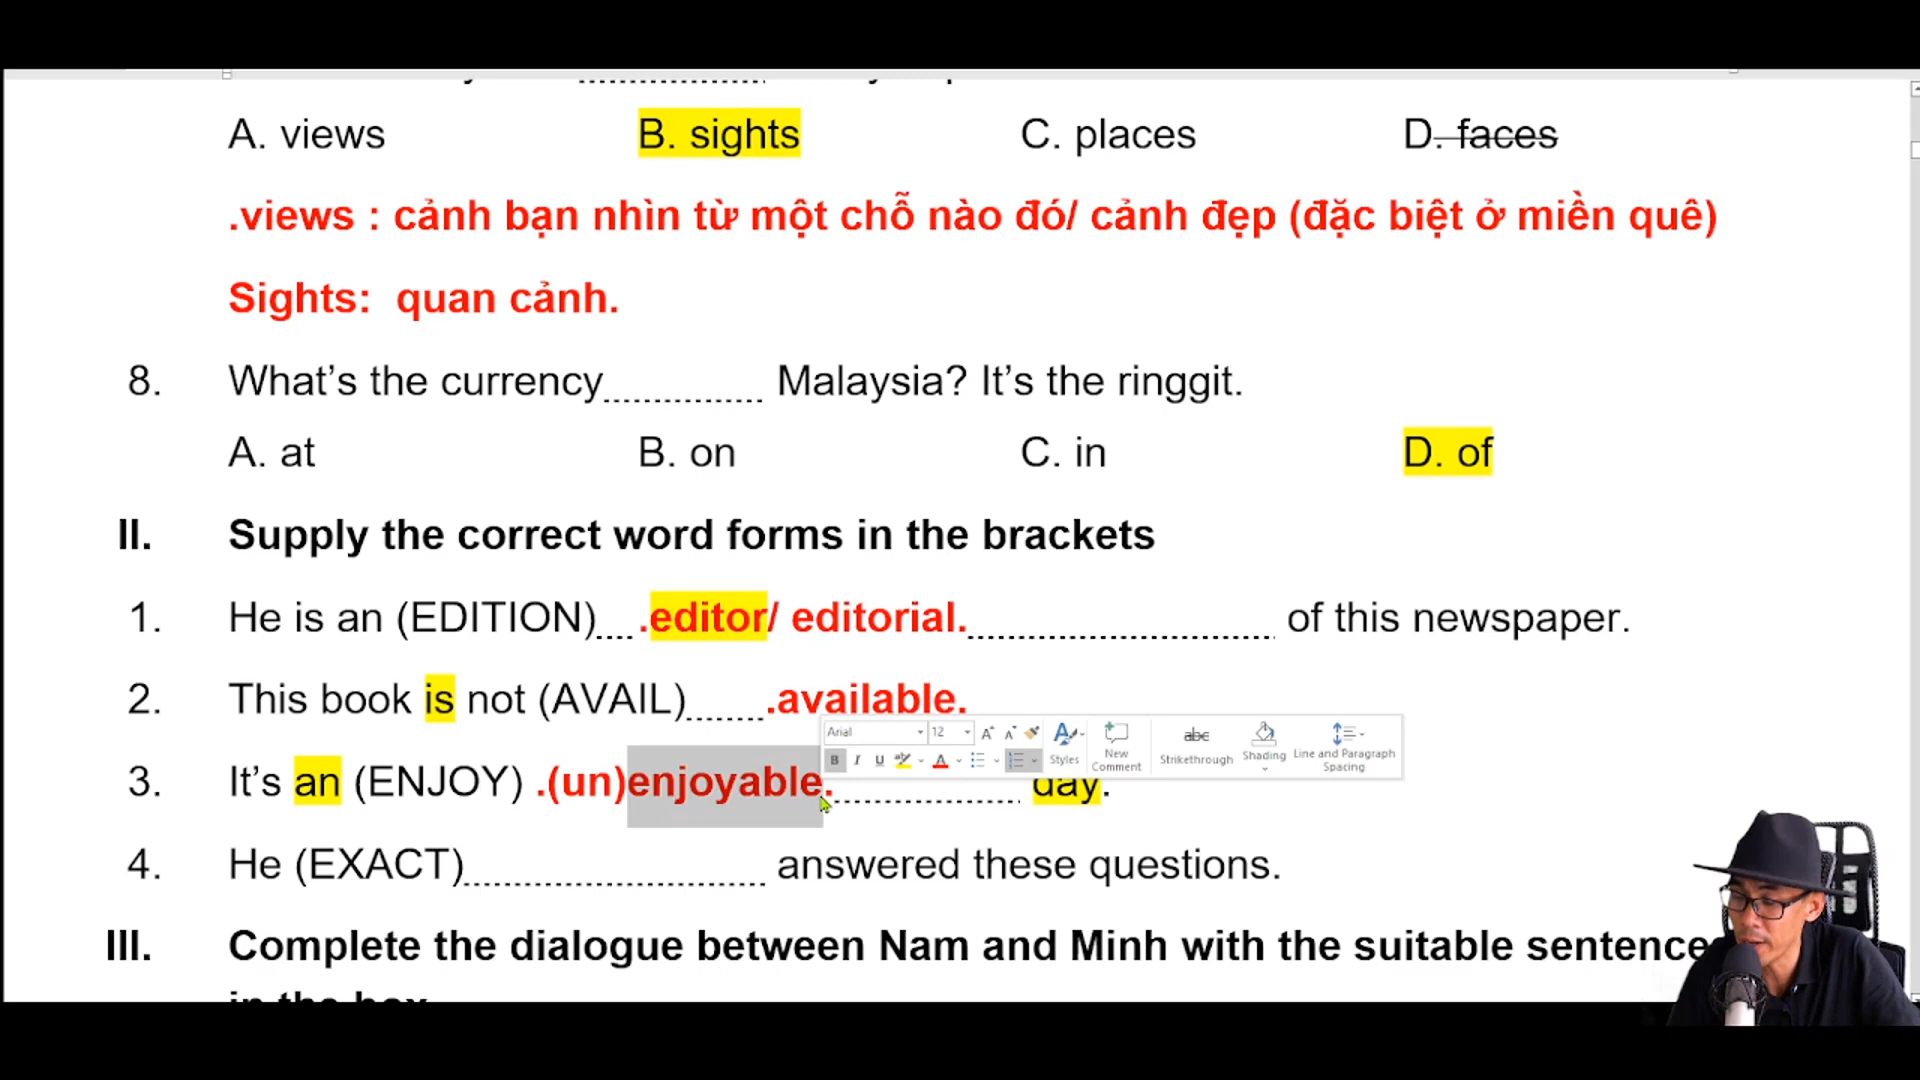 A. views B. sights C. places D. faces
.views : cảnh bạn nhìn từ một chỗ nào đó/ cảnh đẹp (đặc biệt ở miền quê)
Sights: quan cảnh.
8. What’s the currency............... Malaysia? It’s the ringgit.
A. at B. on C. in D. of
II. Supply the correct word forms in the brackets
1. He is an (EDITION)....editor/ editorial.............................. of this newspaper.
2. This book is not (AVAIL).......available.
Arial 12 Styles New Comment Strikethrough Shading Line and Paragraph Spacing
B I U
3. It’s an (ENJOY) .(un)enjoyable................... day.
4. He (EXACT)............................. answered these questions.
III. Complete the dialogue between Nam and Minh with the suitable sentence
in the box